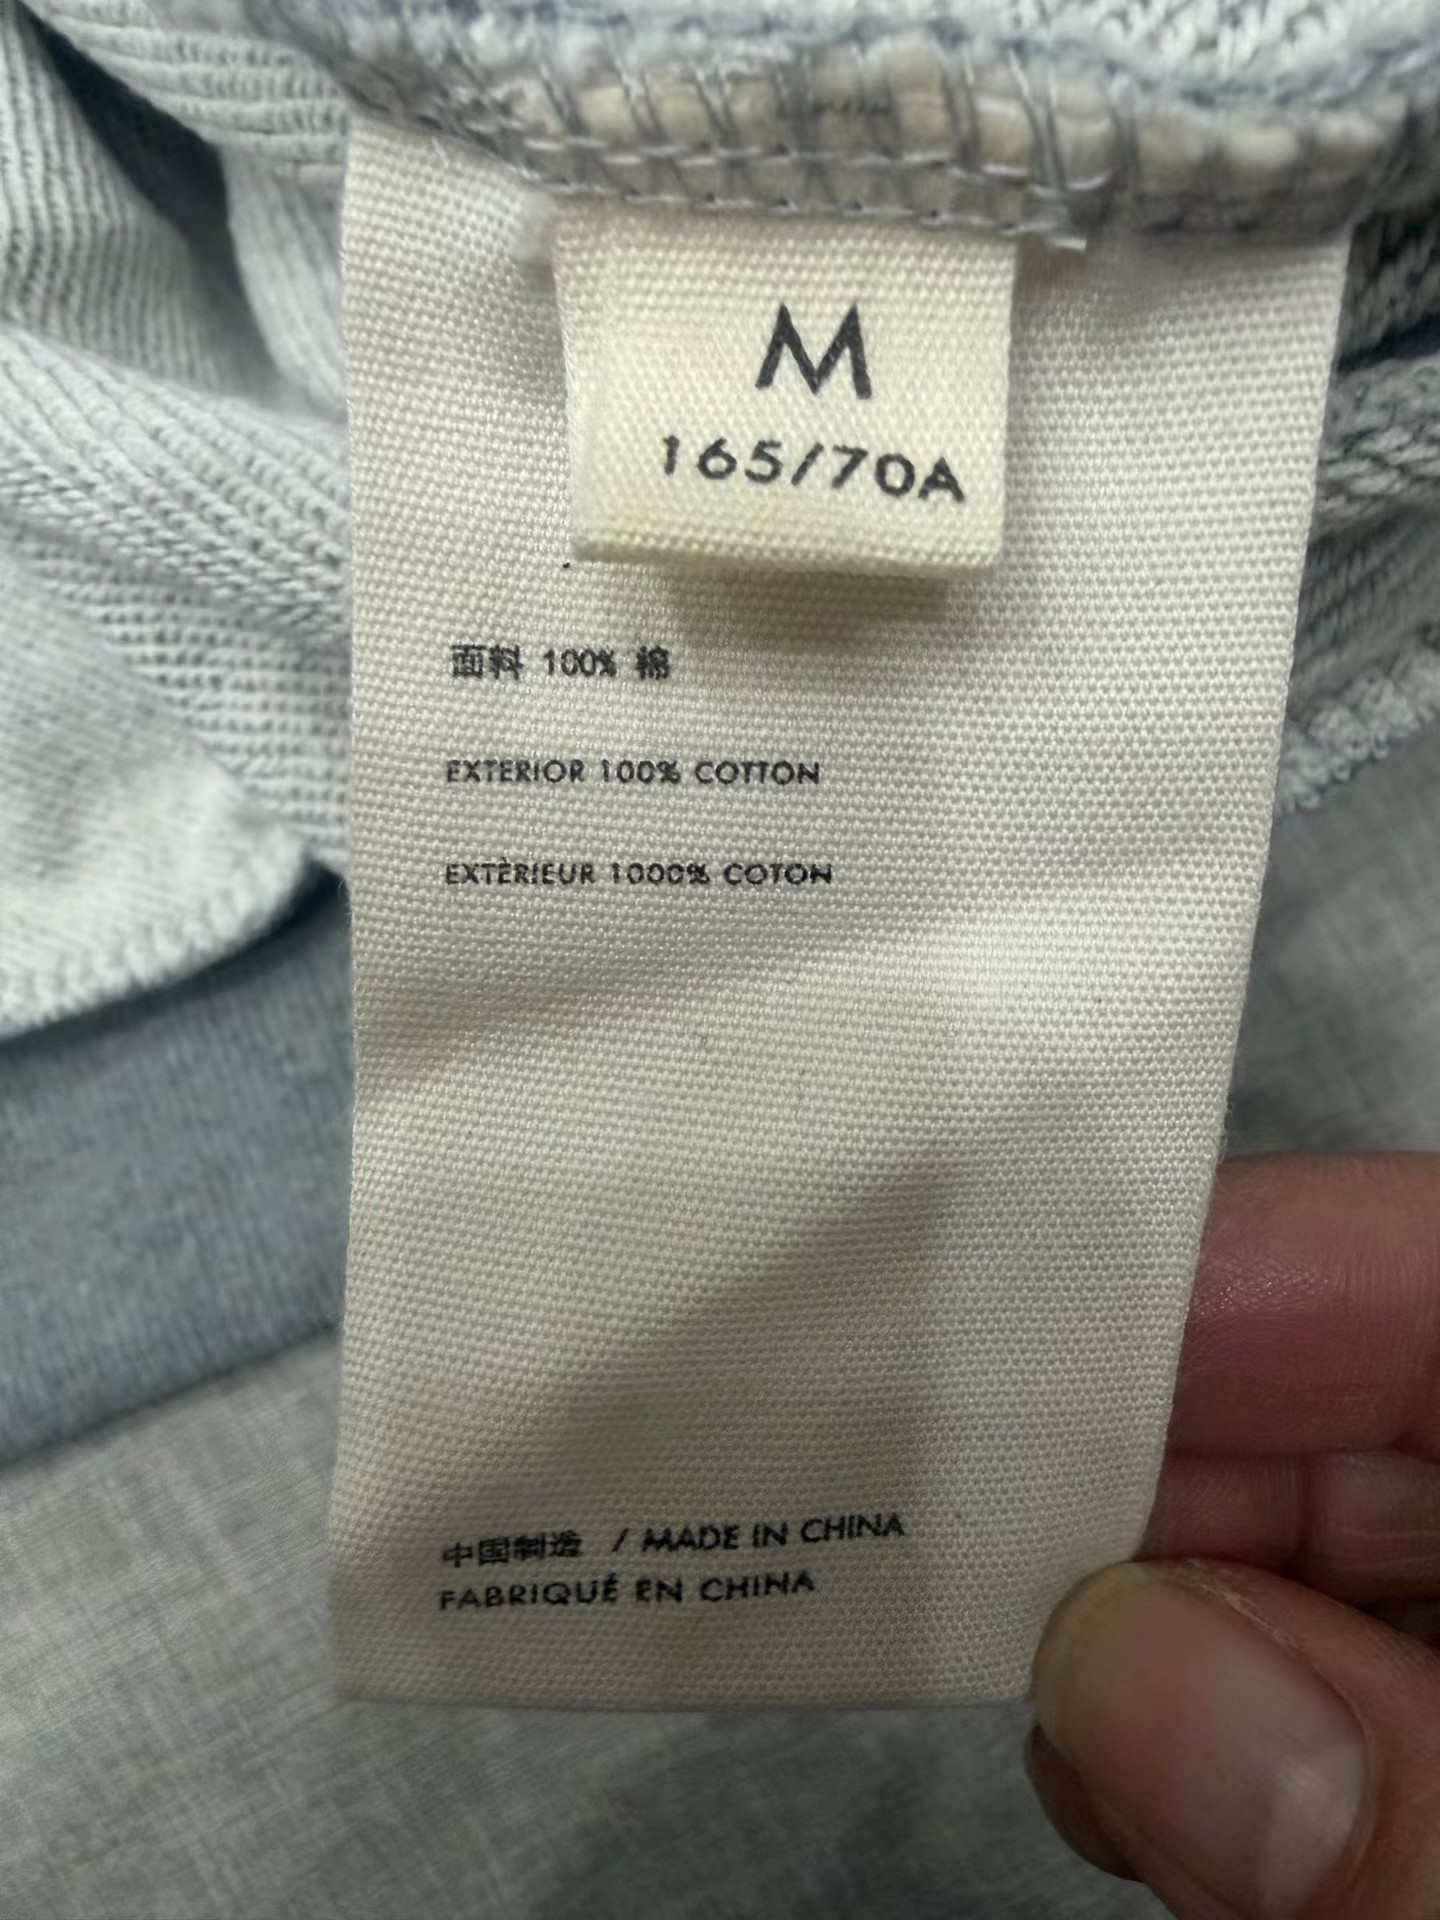 M
165/70A
面料 100% 棉
EXTERIOR 100% COTTON
EXTÈRIEUR 1000% COTON
中国制造 / MADE IN CHINA
FABRIQUÉ EN CHINA